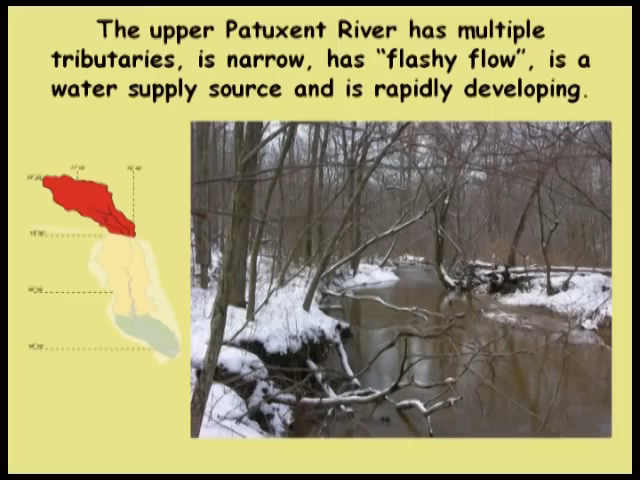 The upper Patuxent River has multiple
tributaries, is narrow, has “flashy flow”, is a
water supply source and is rapidly developing.